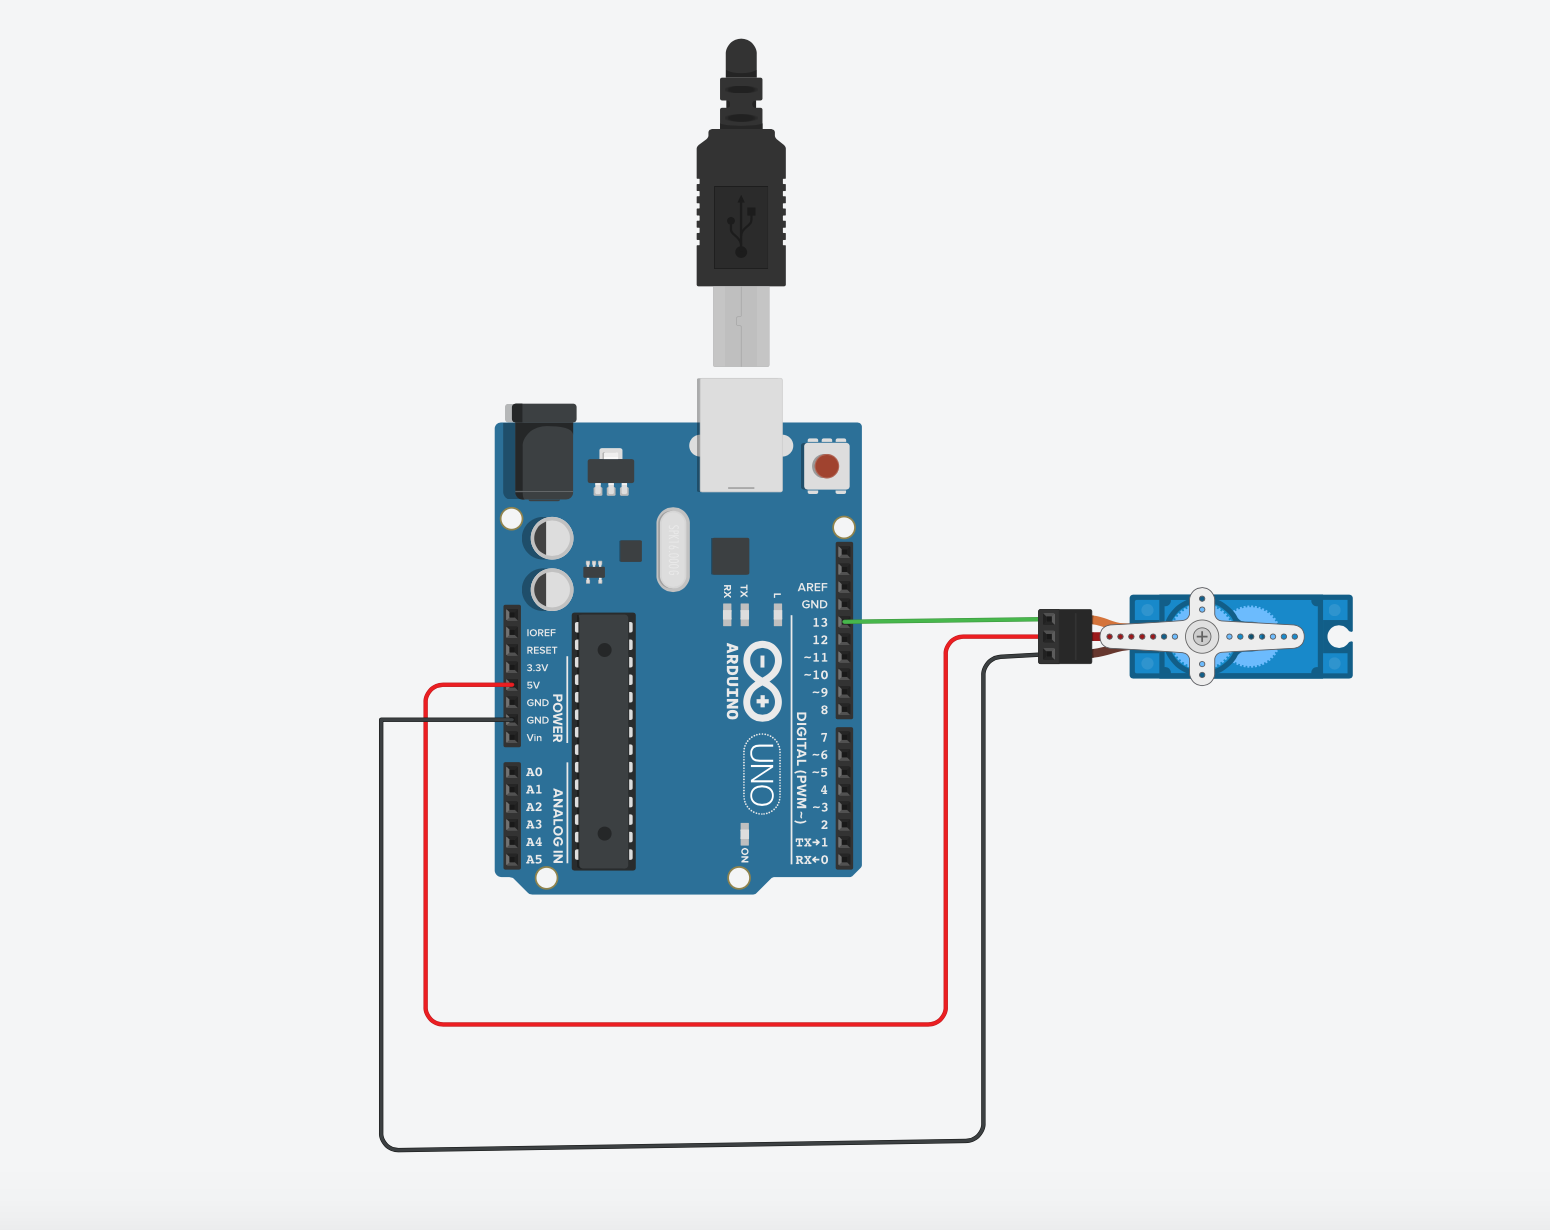 RX
TX
L
AREF
GND
13
12
~11
~10
~9
8
7
~6
~5
4
~3
2
TX→1
RX←0
DIGITAL (PWM~)
IOREF
RESET
3.3V
5V
GND
GND
Vin
POWER
A0
A1
A2
A3
A4
A5
ANALOG IN
ARDUINO
UNO
ON